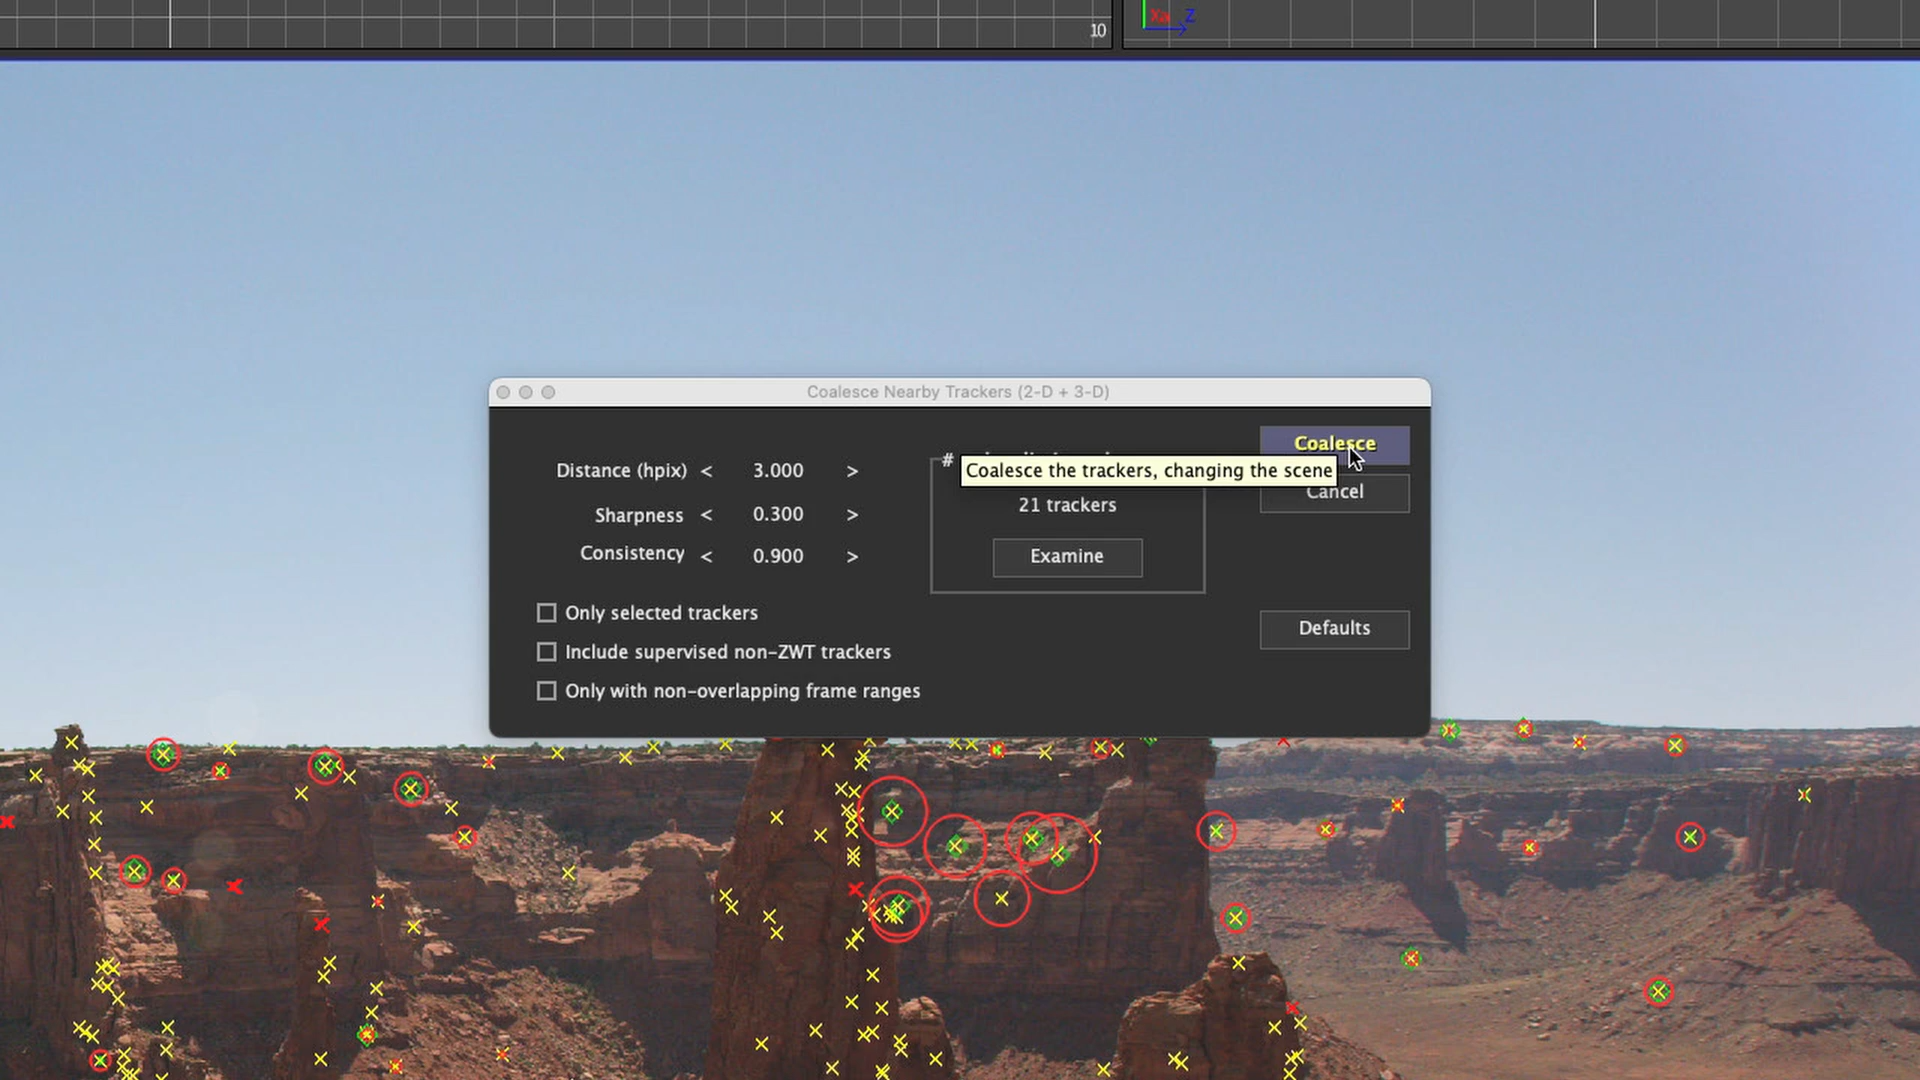 10
Z
Coalesce Nearby Trackers (2-D + 3-D)
Coalesce
Distance (hpix) < 3.000 >
#
Coalesce the trackers, changing the scene
Cancel
21 trackers
Sharpness < 0.300 >
Consistency < 0.900 >
Examine
Only selected trackers
Defaults
Include supervised non-ZWT trackers
Only with non-overlapping frame ranges